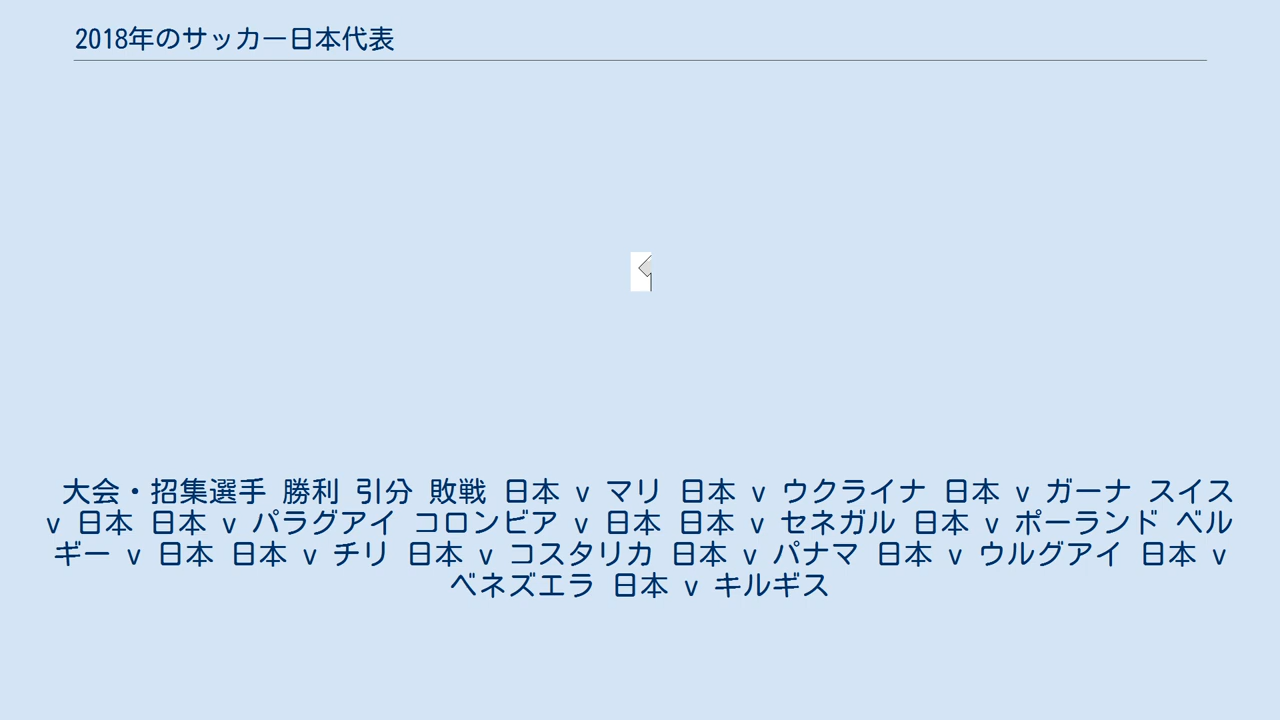 2018年のサッカー日本代表
大会・招集選手 勝利 引分 敗戦 日本 v マリ 日本 v ウクライナ 日本 v ガーナ スイス
v 日本 日本 v パラグアイ コロンビア v 日本 日本 v セネガル 日本 v ポーランド ベル
ギー v 日本 日本 v チリ 日本 v コスタリカ 日本 v パナマ 日本 v ウルグアイ 日本 v
ベネズエラ 日本 v キルギス